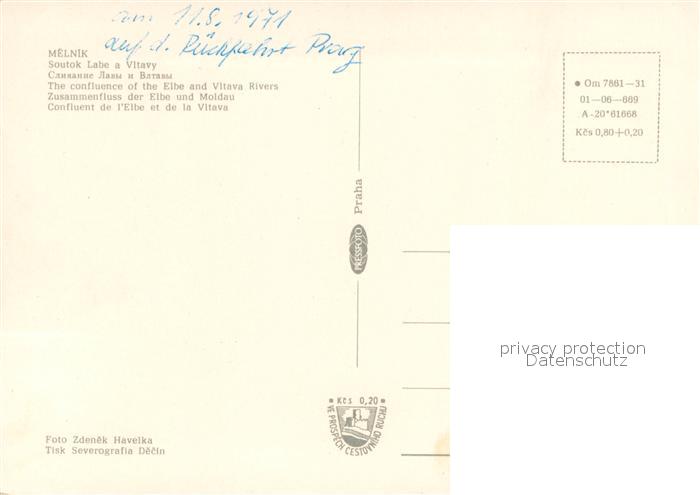 am 11.8.1971
auf d. Rückfahrt Prag
MĚLNÍK
Soutok Labe a Vltavy
Сливание Лавы и Влтавы
The confluence of the Elbe and Vltava Rivers
Zusammenfluss der Elbe und Moldau
Confluent de l'Elbe et de la Vltava
• Om 7861—31
01—06—669
A-20*61668
Kčs 0,80+0,20
Praha
PRESSFOTO
privacy protection
Datenschutz
• Kčs 0,20 •
VE PROSPĚCH CESTOVNÍHO RUCHU
Foto Zdeněk Havelka
Tisk Severografia Děčín